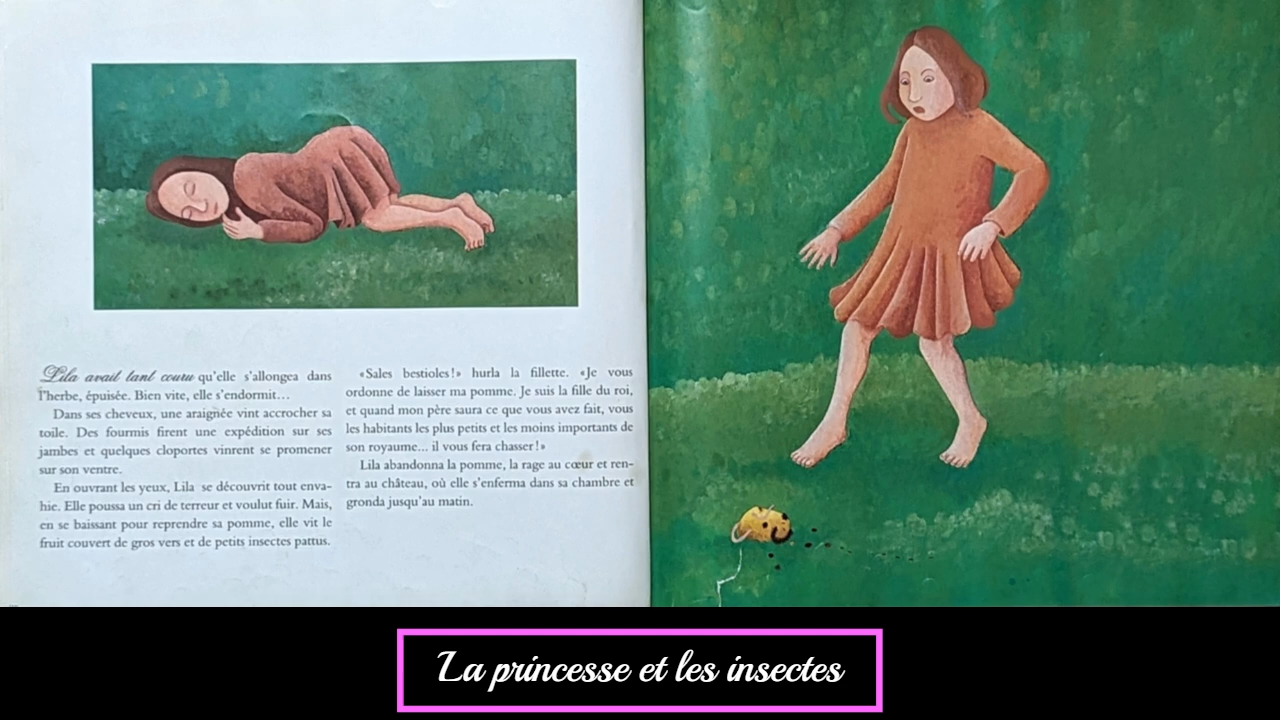 Lila avait tant couru qu'elle s'allongea dans
l'herbe, épuisée. Bien vite, elle s'endormit...
Dans ses cheveux, une araignée vint accrocher sa
toile. Des fourmis firent une expédition sur ses
jambes et quelques cloportes vinrent se promener
sur son ventre.
En ouvrant les yeux, Lila se découvrit tout enva-
hie. Elle poussa un cri de terreur et voulut fuir. Mais,
en se baissant pour reprendre sa pomme, elle vit le
fruit couvert de gros vers et de petits insectes pattus.
«Sales bestioles!» hurla la fillette. «Je vous
ordonne de laisser ma pomme. Je suis la fille du roi,
et quand mon père saura ce que vous avez fait, vous
les habitants les plus petits et les moins importants de
son royaume... il vous fera chasser!»
Lila abandonna la pomme, la rage au cœur et ren-
tra au château, où elle s'enferma dans sa chambre et
gronda jusqu'au matin.
La princesse et les insectes